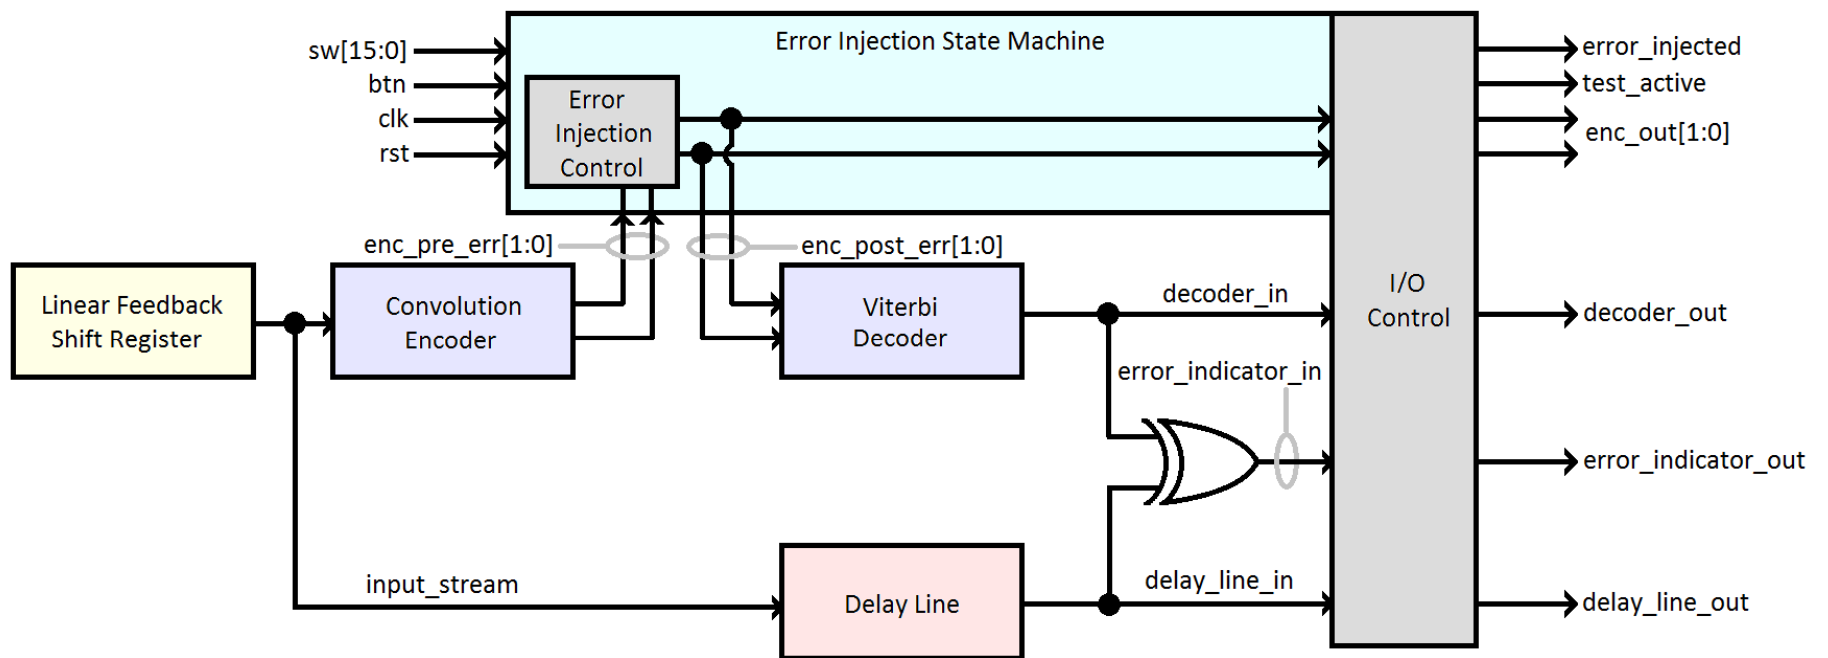 Error Injection State Machine
sw[15:0]
btn
clk
rst
Error
Injection
Control
error_injected
test_active
enc_out[1:0]
enc_pre_err[1:0]
enc_post_err[1:0]
Linear Feedback
Shift Register
Convolution
Encoder
Viterbi
Decoder
decoder_in
I/O
Control
decoder_out
error_indicator_in
error_indicator_out
input_stream
Delay Line
delay_line_in
delay_line_out